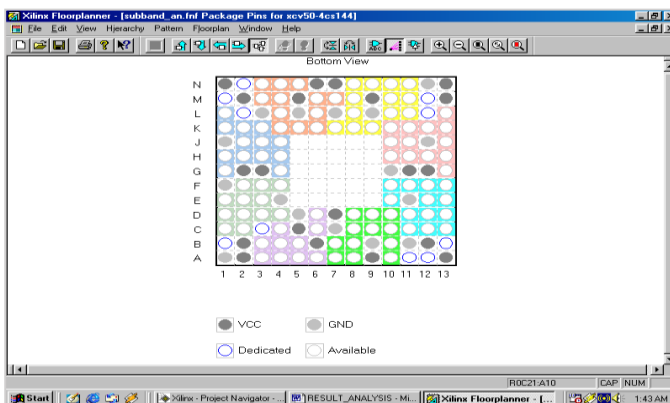 Xilinx Floorplanner - [subband_an.fnf Package Pins for xcv50-4cs144]
File Edit View Hierarchy Pattern Floorplan Window Help
Bottom View
N
M
L
K
J
H
G
F
E
D
C
B
A
1 2 3 4 5 6 7 8 9 10 11 12 13
VCC GND
Dedicated Available
R0C21:A10 CAP NUM
Start Xilinx - Project Navigator - ... RESULT_ANALYSIS - Mi... Xilinx Floorplanner - [... 1:43AM